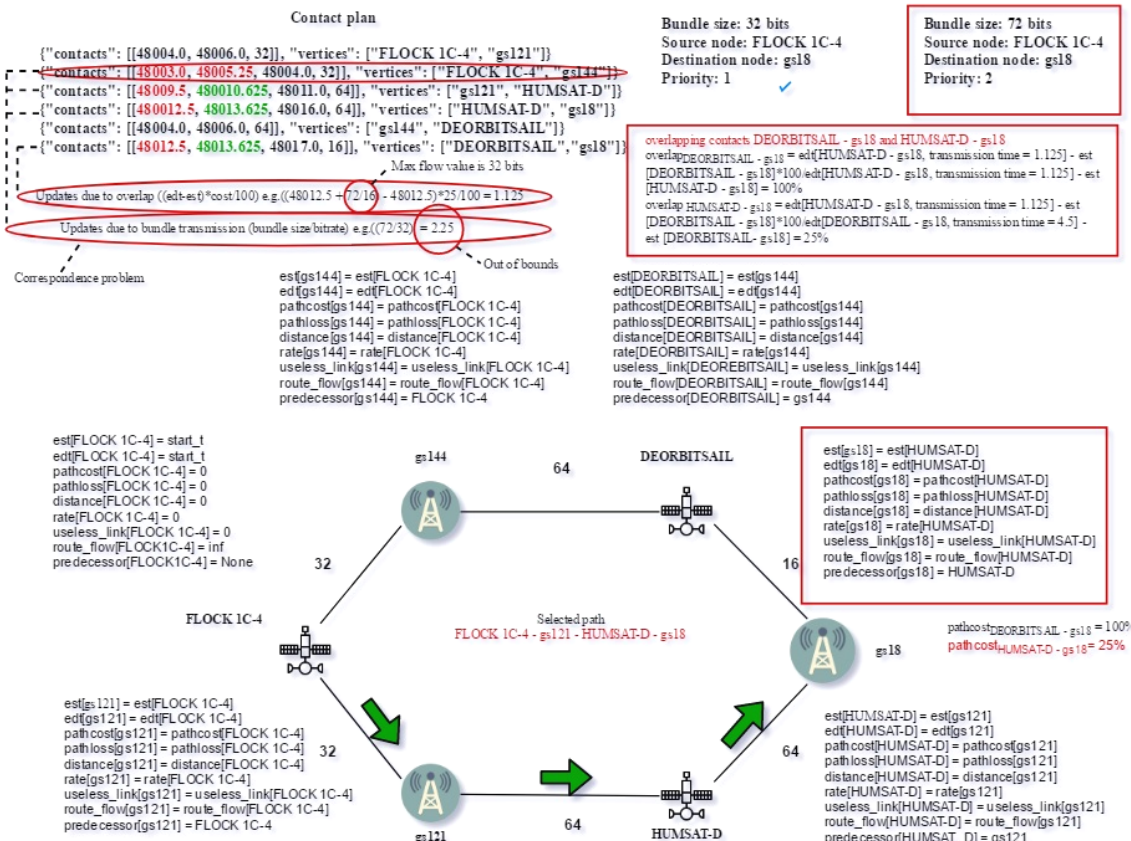 Contact plan
{"contacts": [[48004.0, 48006.0, 32]], "vertices": ["FLOCK 1C-4", "gs121"]}
{"contacts": [[48003.0, 48005.25, 48004.0, 32]], "vertices": ["FLOCK 1C-4", "gs144"]}
{"contacts": [[48009.5, 480010.625, 48011.0, 64]], "vertices": ["gs121", "HUMSAT-D"]}
{"contacts": [[480012.5, 48013.625, 48016.0, 64]], "vertices": ["HUMSAT-D", "gs18"]}
{"contacts": [[48004.0, 48006.0, 64]], "vertices": ["gs144", "DEORBITSAIL"]}
{"contacts": [[48012.5, 48013.625, 48017.0, 16]], "vertices": ["DEORBITSAIL","gs18"]}
Max flow value is 32 bits
Updates due to overlap ((edt-est)*cost/100) e.g.((48012.5 + 72/16) - 48012.5)*25/100 = 1.125
Updates due to bundle transmission (bundle size/bitrate) e.g.((72/32) = 2.25
Out of bounds
Correspondence problem
Bundle size: 32 bits
Source node: FLOCK 1C-4
Destination node: gs18
Priority: 1
Bundle size: 72 bits
Source node: FLOCK 1C-4
Destination node: gs18
Priority: 2
overlapping contacts DEORBITSAIL - gs18 and HUMSAT-D - gs18
overlap DEORBITSAIL - gs18 = edt[HUMSAT-D - gs18, transmission time = 1.125] - est
[DEORBITSAIL - gs18]*100/edt[HUMSAT-D - gs18, transmission time = 1.125] - est
[HUMSAT-D - gs18] = 100%
overlap HUMSAT-D - gs18 = edt[HUMSAT-D - gs18, transmission time = 1.125] - est
[DEORBITSAIL - gs18]*100/edt[DEORBITSAIL - gs18, transmission time = 4.5] -
est [DEORBITSAIL- gs18] = 25%
est[gs144] = est[FLOCK 1C-4]
edt[gs144] = edt[FLOCK 1C-4]
pathcost[gs144] = pathcost[FLOCK 1C-4]
pathloss[gs144] = pathloss[FLOCK 1C-4]
distance[gs144] = distance[FLOCK 1C-4]
rate[gs144] = rate[FLOCK 1C-4]
useless_link[gs144] = useless_link[FLOCK 1C-4]
route_flow[gs144] = route_flow[FLOCK 1C-4]
predecessor[gs144] = FLOCK 1C-4
est[DEORBITSAIL] = est[gs144]
edt[DEORBITSAIL] = edt[gs144]
pathcost[DEORBITSAIL] = pathcost[gs144]
pathloss[DEORBITSAIL] = pathloss[gs144]
distance[DEORBITSAIL] = distance[gs144]
rate[DEORBITSAIL] = rate[gs144]
useless_link[DEOREBITSAIL] = useless_link[gs144]
route_flow[DEORBITSAIL] = route_flow[gs144]
predecessor[DEORBITSAIL] = gs144
est[FLOCK 1C-4] = start_t
edt[FLOCK 1C-4] = start_t
pathcost[FLOCK 1C-4] = 0
pathloss[FLOCK 1C-4] = 0
distance[FLOCK 1C-4] = 0
rate[FLOCK 1C-4] = 0
useless_link[FLOCK 1C-4] = 0
route_flow[FLOCK1C-4] = inf
predecessor[FLOCK1C-4] = None
gs144
64
DEORBITSAIL
est[gs18] = est[HUMSAT-D]
edt[gs18] = edt[HUMSAT-D]
pathcost[gs18] = pathcost[HUMSAT-D]
pathloss[gs18] = pathloss[HUMSAT-D]
distance[gs18] = distance[HUMSAT-D]
rate[gs18] = rate[HUMSAT-D]
useless_link[gs18] = useless_link[HUMSAT-D]
route_flow[gs18] = route_flow[HUMSAT-D]
predecessor[gs18] = HUMSAT-D
32
16
FLOCK 1C-4
Selected path
FLOCK 1C-4 - gs121 - HUMSAT-D - gs18
gs18
pathcost DEORBITSAIL - gs18 = 100%
pathcost HUMSAT-D - gs18 = 25%
est[gs121] = est[FLOCK 1C-4]
edt[gs121] = edt[FLOCK 1C-4]
pathcost[gs121] = pathcost[FLOCK 1C-4]
pathloss[gs121] = pathloss[FLOCK 1C-4]
distance[gs121] = distance[FLOCK 1C-4]
rate[gs121] = rate[FLOCK 1C-4]
useless_link[gs121] = useless_link[FLOCK 1C-4]
route_flow[gs121] = route_flow[FLOCK 1C-4]
predecessor[gs121] = FLOCK 1C-4
32
gs121
64
HUMSAT-D
64
est[HUMSAT-D] = est[gs121]
edt[HUMSAT-D] = edt[gs121]
pathcost[HUMSAT-D] = pathcost[gs121]
pathloss[HUMSAT-D] = pathloss[gs121]
distance[HUMSAT-D] = distance[gs121]
rate[HUMSAT-D] = rate[gs121]
useless_link[HUMSAT-D] = useless_link[gs121]
route_flow[HUMSAT-D] = route_flow[gs121]
predecessor[HUMSAT_D] = gs121